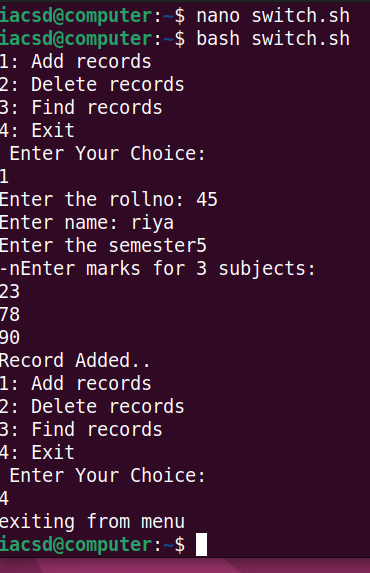 iacsd@computer:~$ nano switch.sh
iacsd@computer:~$ bash switch.sh
1: Add records
2: Delete records
3: Find records
4: Exit
 Enter Your Choice:
1
Enter the rollno: 45
Enter name: riya
Enter the semester5
-nEnter marks for 3 subjects:
23
78
90
Record Added..
1: Add records
2: Delete records
3: Find records
4: Exit
 Enter Your Choice:
4
exiting from menu
iacsd@computer:~$